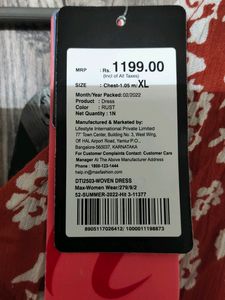 MRP : Rs. 1199.00
(Incl of All Taxes)
SIZE : Chest-1.05 m/XL
Month/Year Packed: 02/2022
Product : Dress
Color : RUST
Net Quantity : 1N
Manufactured & Marketed by:
Lifestyle International Private Limited
77° Town Center, Building No. 3, West Wing,
Off HAL Airport Road, Yamlur P.O.
Bangalore-560037, KARNATAKA
For Customer Complaints Contact: Customer Care
Manager At The Above Manufacturer Address
Phone : 1800-123-1444
help@maxfashion.com
DTI2503-WOVEN DRESS
Max-Women Wear/279/9/2
52-SUMMER-2022-Hit 3-11377
8905117026412/ 1000011198873